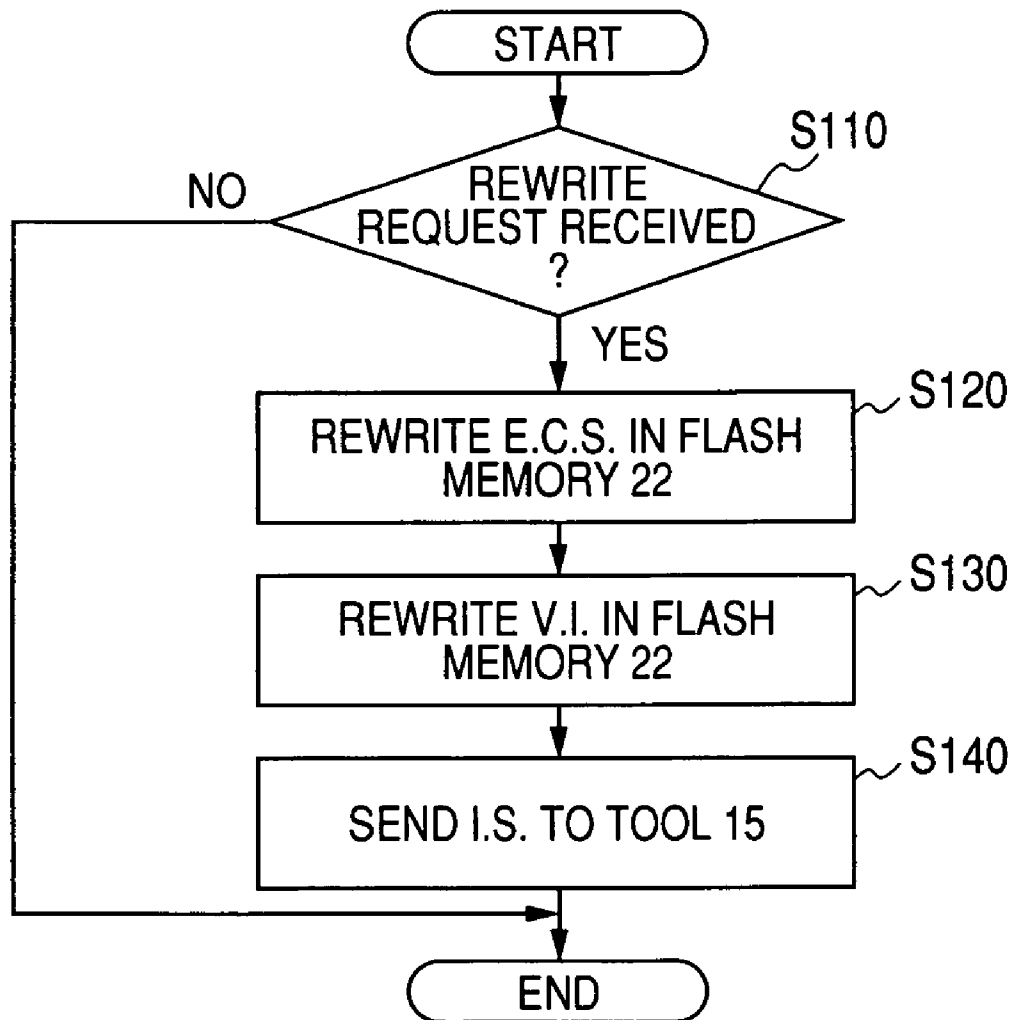 START
S110
NO
REWRITE
REQUEST RECEIVED
?
YES
S120
REWRITE E.C.S. IN FLASH
MEMORY 22
S130
REWRITE V.I. IN FLASH
MEMORY 22
S140
SEND I.S. TO TOOL 15
END